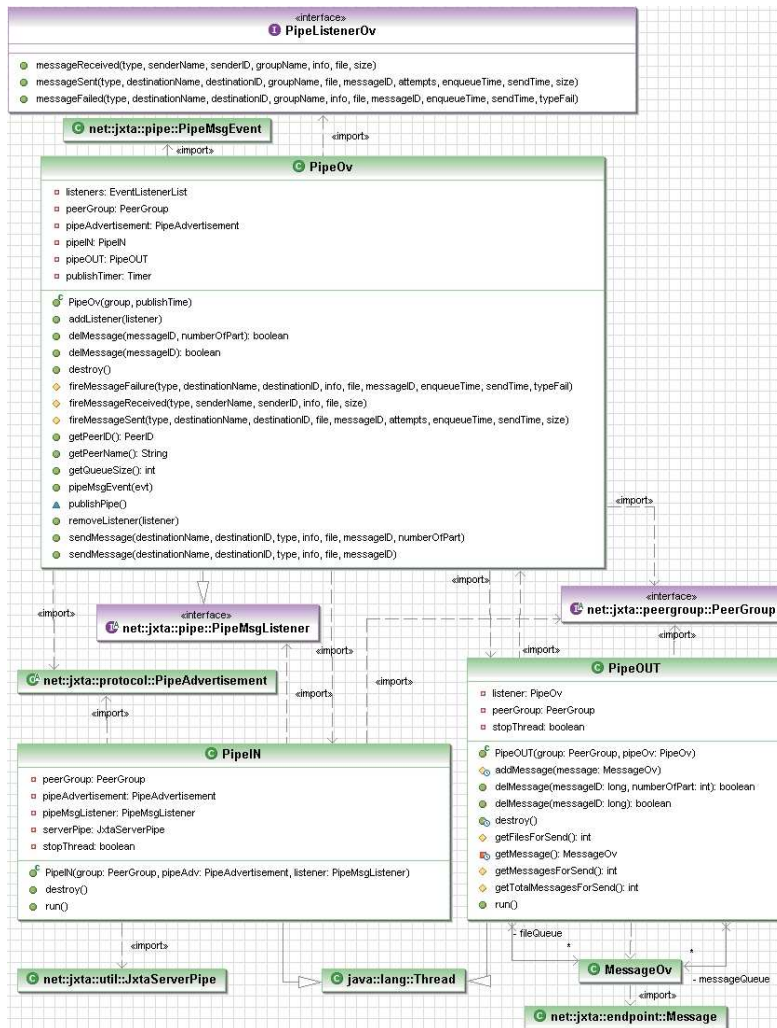 «interface»
PipeListenerOv
messageReceived(type, senderName, senderID, groupName, info, file, size)
messageSent(type, destinationName, destinationID, groupName, file, messageID, attempts, enqueueTime, sendTime, size)
messageFailed(type, destinationName, destinationID, groupName, info, file, messageID, enqueueTime, sendTime, typeFail)
net::jxta::pipe::PipeMsgEvent
«import»
«import»
PipeOv
listeners: EventListenerList
peerGroup: PeerGroup
pipeAdvertisement: PipeAdvertisement
pipeIN: PipeIN
pipeOUT: PipeOUT
publishTimer: Timer
PipeOv(group, publishTime)
addListener(listener)
delMessage(messageID, numberOfPart): boolean
delMessage(messageID): boolean
destroy()
fireMessageFailure(type, destinationName, destinationID, info, file, messageID, enqueueTime, sendTime, typeFail)
fireMessageReceived(type, senderName, senderID, info, file, size)
fireMessageSent(type, destinationName, destinationID, file, messageID, attempts, enqueueTime, sendTime, size)
getPeerID(): PeerID
getPeerName(): String
getQueueSize(): int
pipeMsgEvent(evt)
publishPipe()
removeListener(listener)
sendMessage(destinationName, destinationID, type, info, file, messageID, numberOfPart)
sendMessage(destinationName, destinationID, type, info, file, messageID)
«import»
«import»
«import»
«interface»
net::jxta::pipe::PipeMsgListener
«interface»
net::jxta::peergroup::PeerGroup
«import»
«import»
«import»
«import»
net::jxta::protocol::PipeAdvertisement
«import»
PipeOUT
listener: PipeOv
peerGroup: PeerGroup
stopThread: boolean
PipeOUT(group: PeerGroup, pipeOv: PipeOv)
addMessage(message: MessageOv)
delMessage(messageID: long, numberOfPart: int): boolean
delMessage(messageID: long): boolean
destroy()
getFilesForSend(): int
getMessage(): MessageOv
getMessagesForSend(): int
getTotalMessagesForSend(): int
run()
«import»
PipeIN
peerGroup: PeerGroup
pipeAdvertisement: PipeAdvertisement
pipeMsgListener: PipeMsgListener
serverPipe: JxtaServerPipe
stopThread: boolean
PipeIN(group: PeerGroup, pipeAdv: PipeAdvertisement, listener: PipeMsgListener)
destroy()
run()
«import»
- fileQueue
*
*
- messageQueue
net::jxta::util::JxtaServerPipe
java::lang::Thread
MessageOv
«import»
net::jxta::endpoint::Message